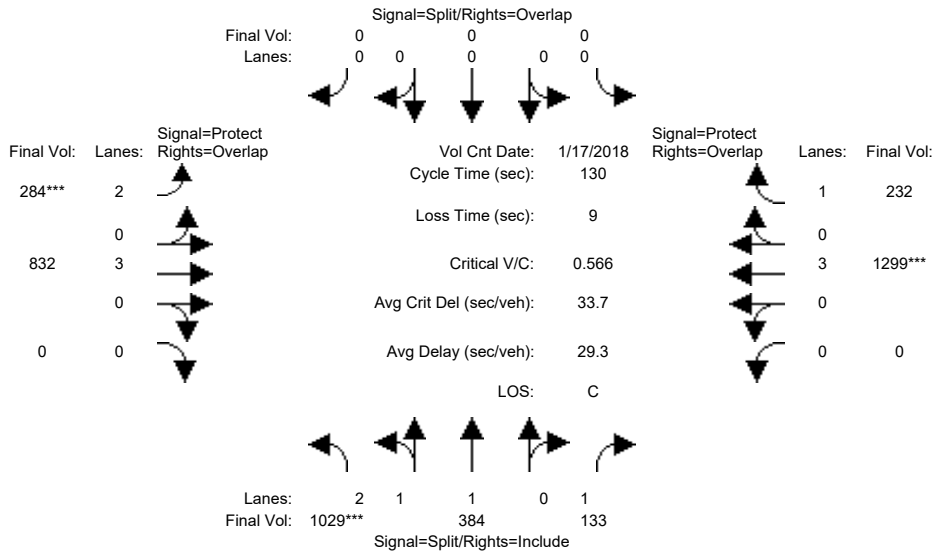 Signal=Split/Rights=Overlap
Final Vol: 0 0 0
Lanes: 0 0 0 0 0
Signal=Protect Signal=Protect
Final Vol: Lanes: Rights=Overlap Vol Cnt Date: 1/17/2018 Rights=Overlap Lanes: Final Vol:
Cycle Time (sec): 130
284*** 2 1 232
Loss Time (sec): 9
0 0
832 3 Critical V/C: 0.566 3 1299***
0 Avg Crit Del (sec/veh): 33.7 0
0 0 Avg Delay (sec/veh): 29.3 0 0
LOS: C
Lanes: 2 1 1 0 1
Final Vol: 1029*** 384 133
Signal=Split/Rights=Include